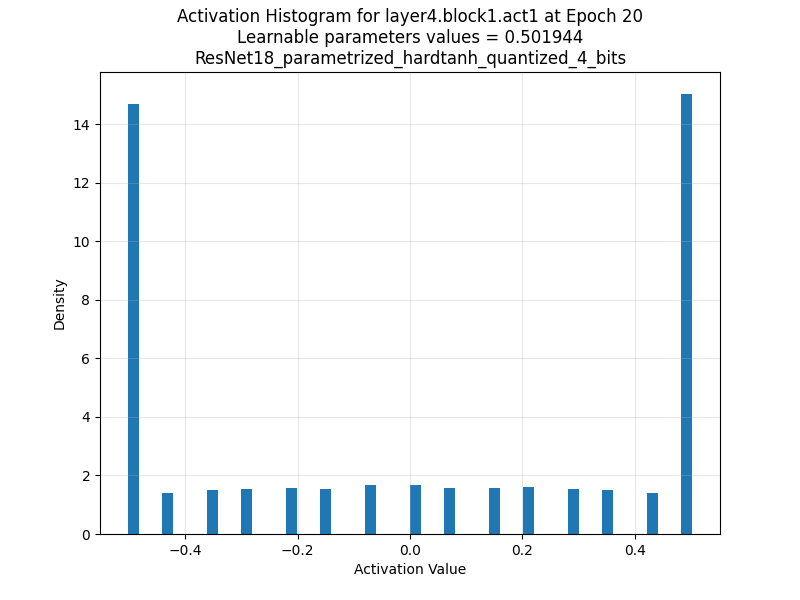 Activation Histogram for layer4.block1.act1 at Epoch 20
Learnable parameters values = 0.501944
ResNet18_parametrized_hardtanh_quantized_4_bits
14
12
10
8
6
4
2
0
Density
−0.4
−0.2
0.0
0.2
0.4
Activation Value